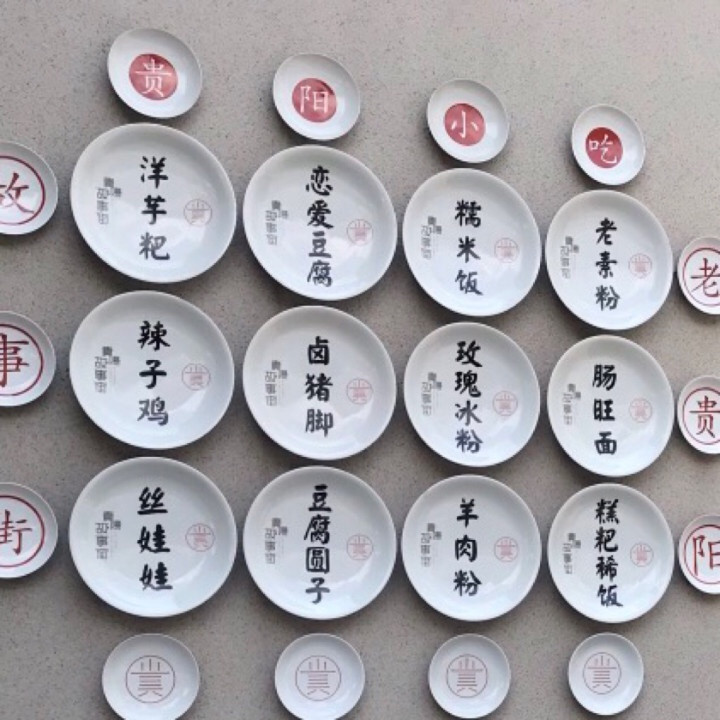 贵阳小吃
故事街
洋芋粑
恋爱豆腐
糯米饭
老素粉
辣子鸡
卤猪脚
玫瑰冰粉
肠旺面
丝娃娃
豆腐圆子
羊肉粉
糕粑稀饭
老贵阳